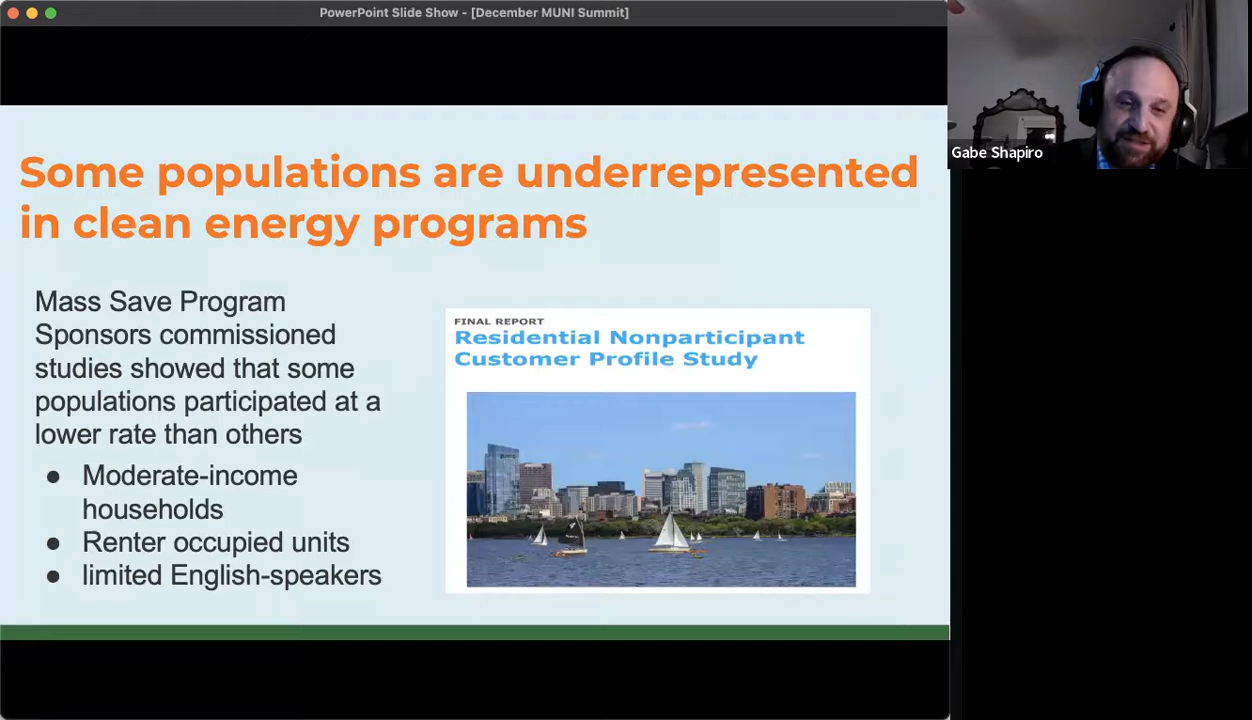 PowerPoint Slide Show - [December MUNI Summit]
Gabe Shapiro
Some populations are underrepresented
in clean energy programs
Mass Save Program
Sponsors commissioned
studies showed that some
populations participated at a
lower rate than others
● Moderate-income
households
● Renter occupied units
● limited English-speakers
FINAL REPORT
Residential Nonparticipant
Customer Profile Study